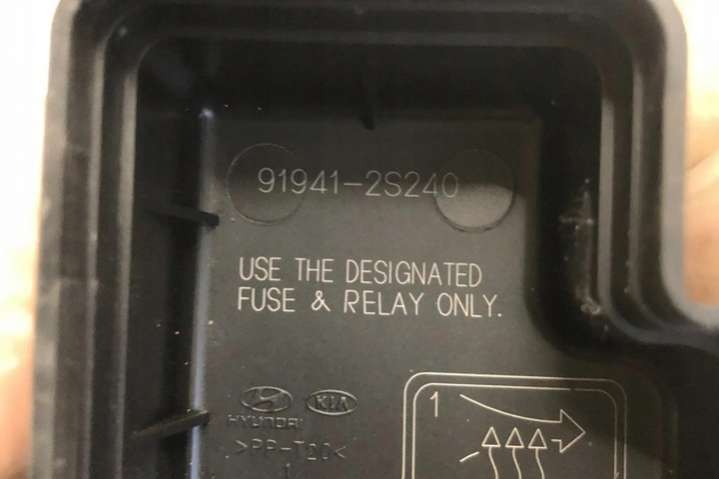 91941-2S240
USE THE DESIGNATED
FUSE & RELAY ONLY.
HYUNDAI
KIA
>PP-T20<
1